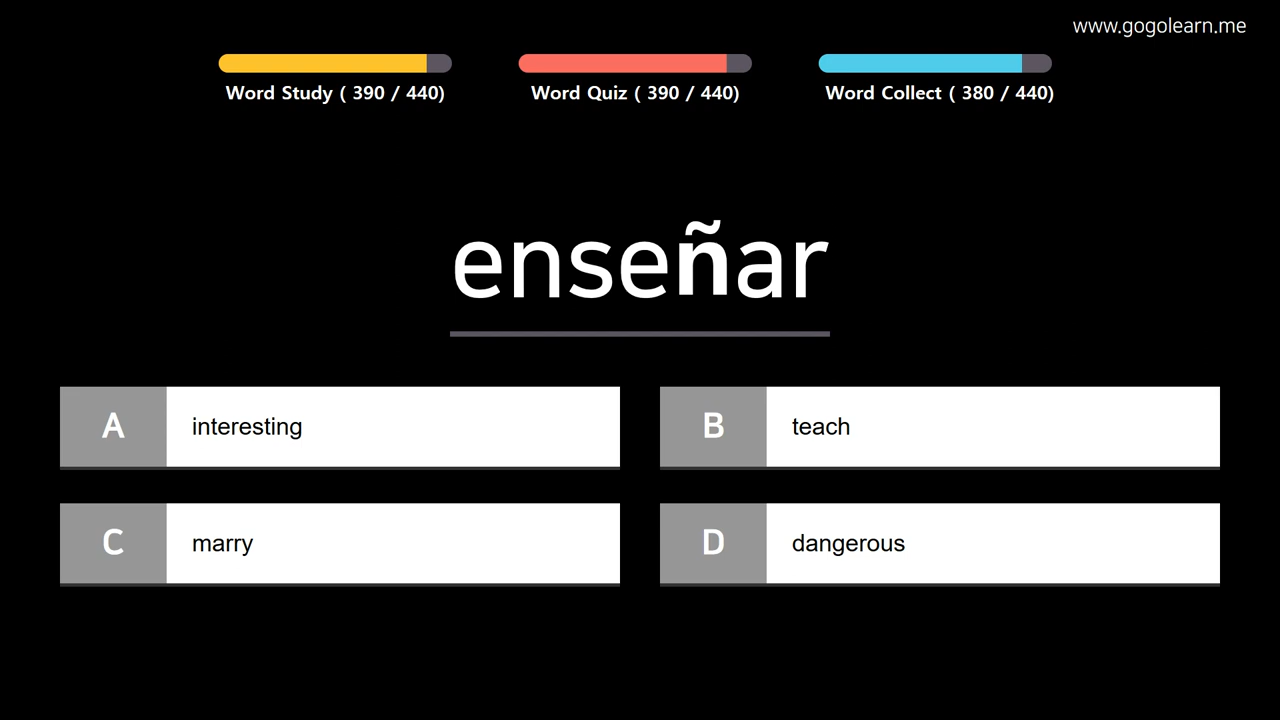 www.gogolearn.me
Word Study ( 390 / 440)
Word Quiz ( 390 / 440)
Word Collect ( 380 / 440)
enseñar
A interesting
B teach
C marry
D dangerous